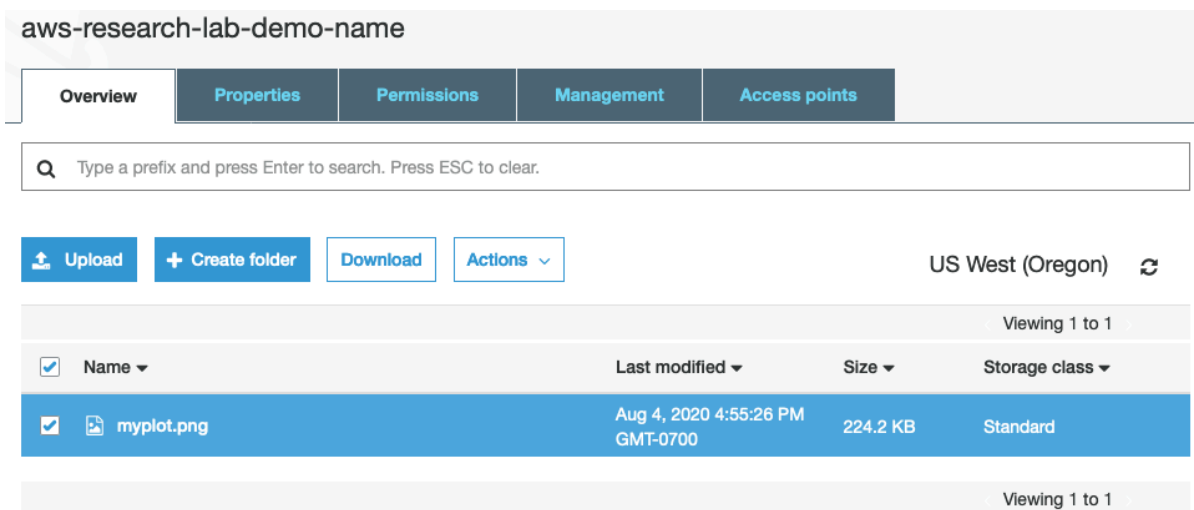 aws-research-lab-demo-name
Overview Properties Permissions Management Access points
Type a prefix and press Enter to search. Press ESC to clear.
Upload Create folder Download Actions US West (Oregon)
Viewing 1 to 1
Name Last modified Size Storage class
myplot.png Aug 4, 2020 4:55:26 PM GMT-0700 224.2 KB Standard
Viewing 1 to 1